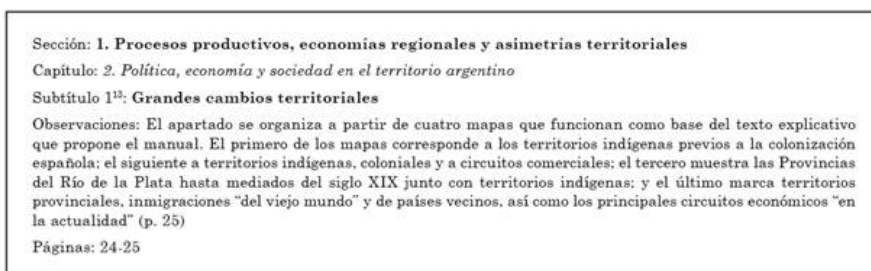 Sección: 1. Procesos productivos, economías regionales y asimetrías territoriales
Capítulo: 2. Política, economía y sociedad en el territorio argentino
Subtítulo 1¹³: Grandes cambios territoriales
Observaciones: El apartado se organiza a partir de cuatro mapas que funcionan como base del texto explicativo
que propone el manual. El primero de los mapas corresponde a los territorios indígenas previos a la colonización
española; el siguiente a territorios indígenas, coloniales y a circuitos comerciales; el tercero muestra las Provincias
del Río de la Plata hasta mediados del siglo XIX junto con territorios indígenas; y el último marca territorios
provinciales, inmigraciones “del viejo mundo” y de países vecinos, así como los principales circuitos económicos “en
la actualidad” (p. 25)
Páginas: 24-25